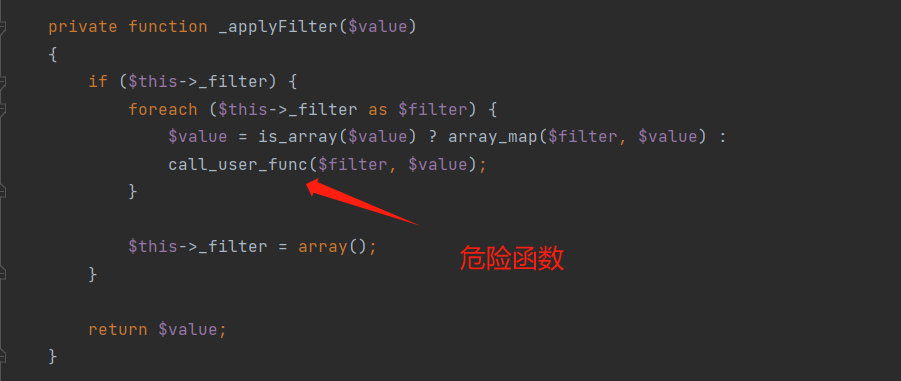 private function _applyFilter($value)
{
    if ($this->_filter) {
        foreach ($this->_filter as $filter) {
            $value = is_array($value) ? array_map($filter, $value) :
            call_user_func($filter, $value);
        }

        $this->_filter = array();
    }

    return $value;
}
危险函数